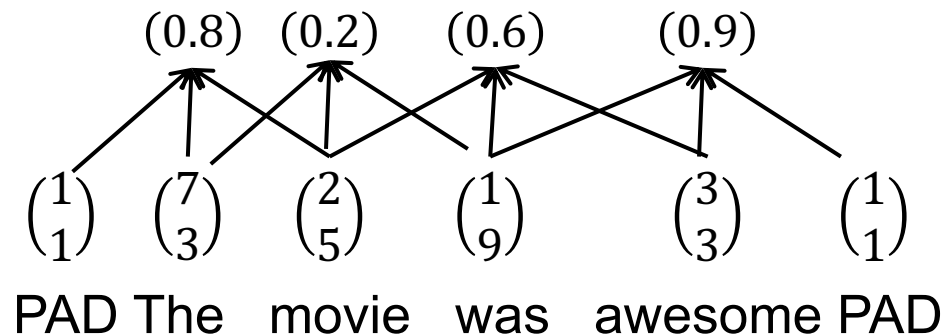 (0.8) (0.2) (0.6) (0.9)
1 7 2 1 3 1
1 3 5 9 3 1
PAD The movie was awesome PAD